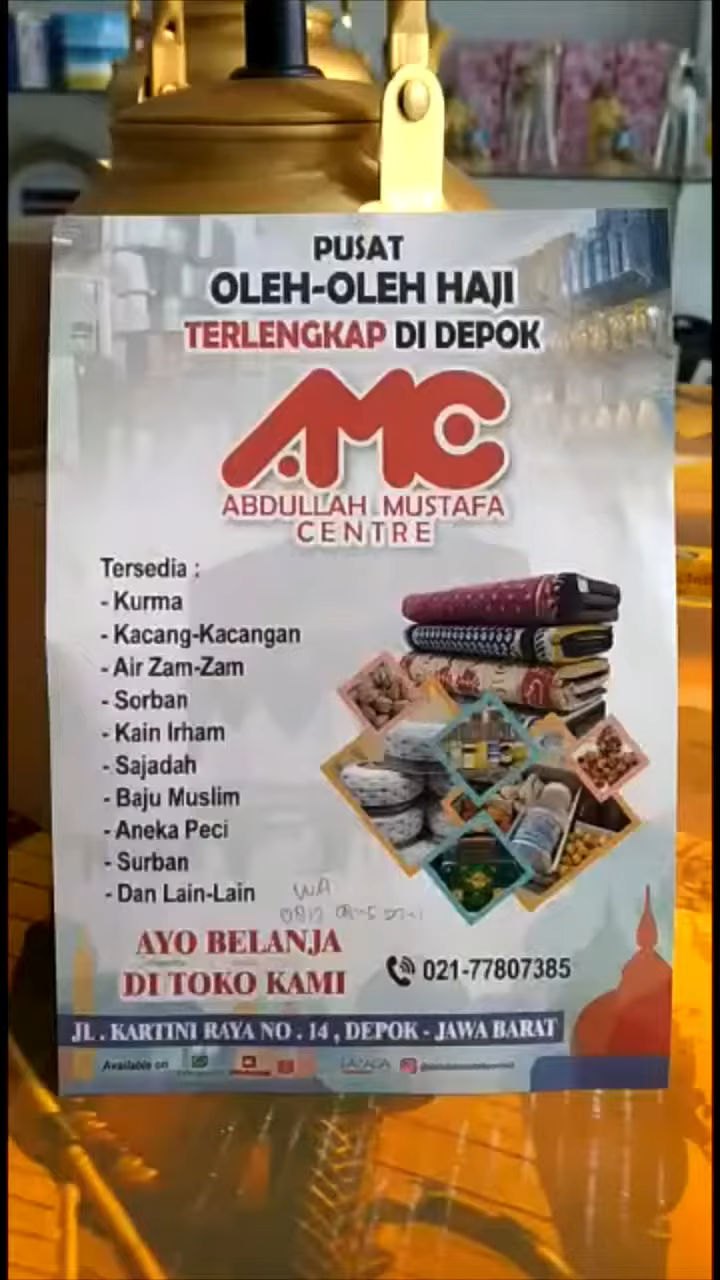 PUSAT
OLEH-OLEH HAJI
TERLENGKAP DI DEPOK
AMC
ABDULLAH MUSTAFA
CENTRE
Tersedia :
- Kurma
- Kacang-Kacangan
- Air Zam-Zam
- Sorban
- Kain Irham
- Sajadah
- Baju Muslim
- Aneka Peci
- Surban
- Dan Lain-Lain
WA
0812
AYO BELANJA
DI TOKO KAMI
021-77807385
JL . KARTINI RAYA NO . 14 , DEPOK - JAWA BARAT
Available on
LAZADA